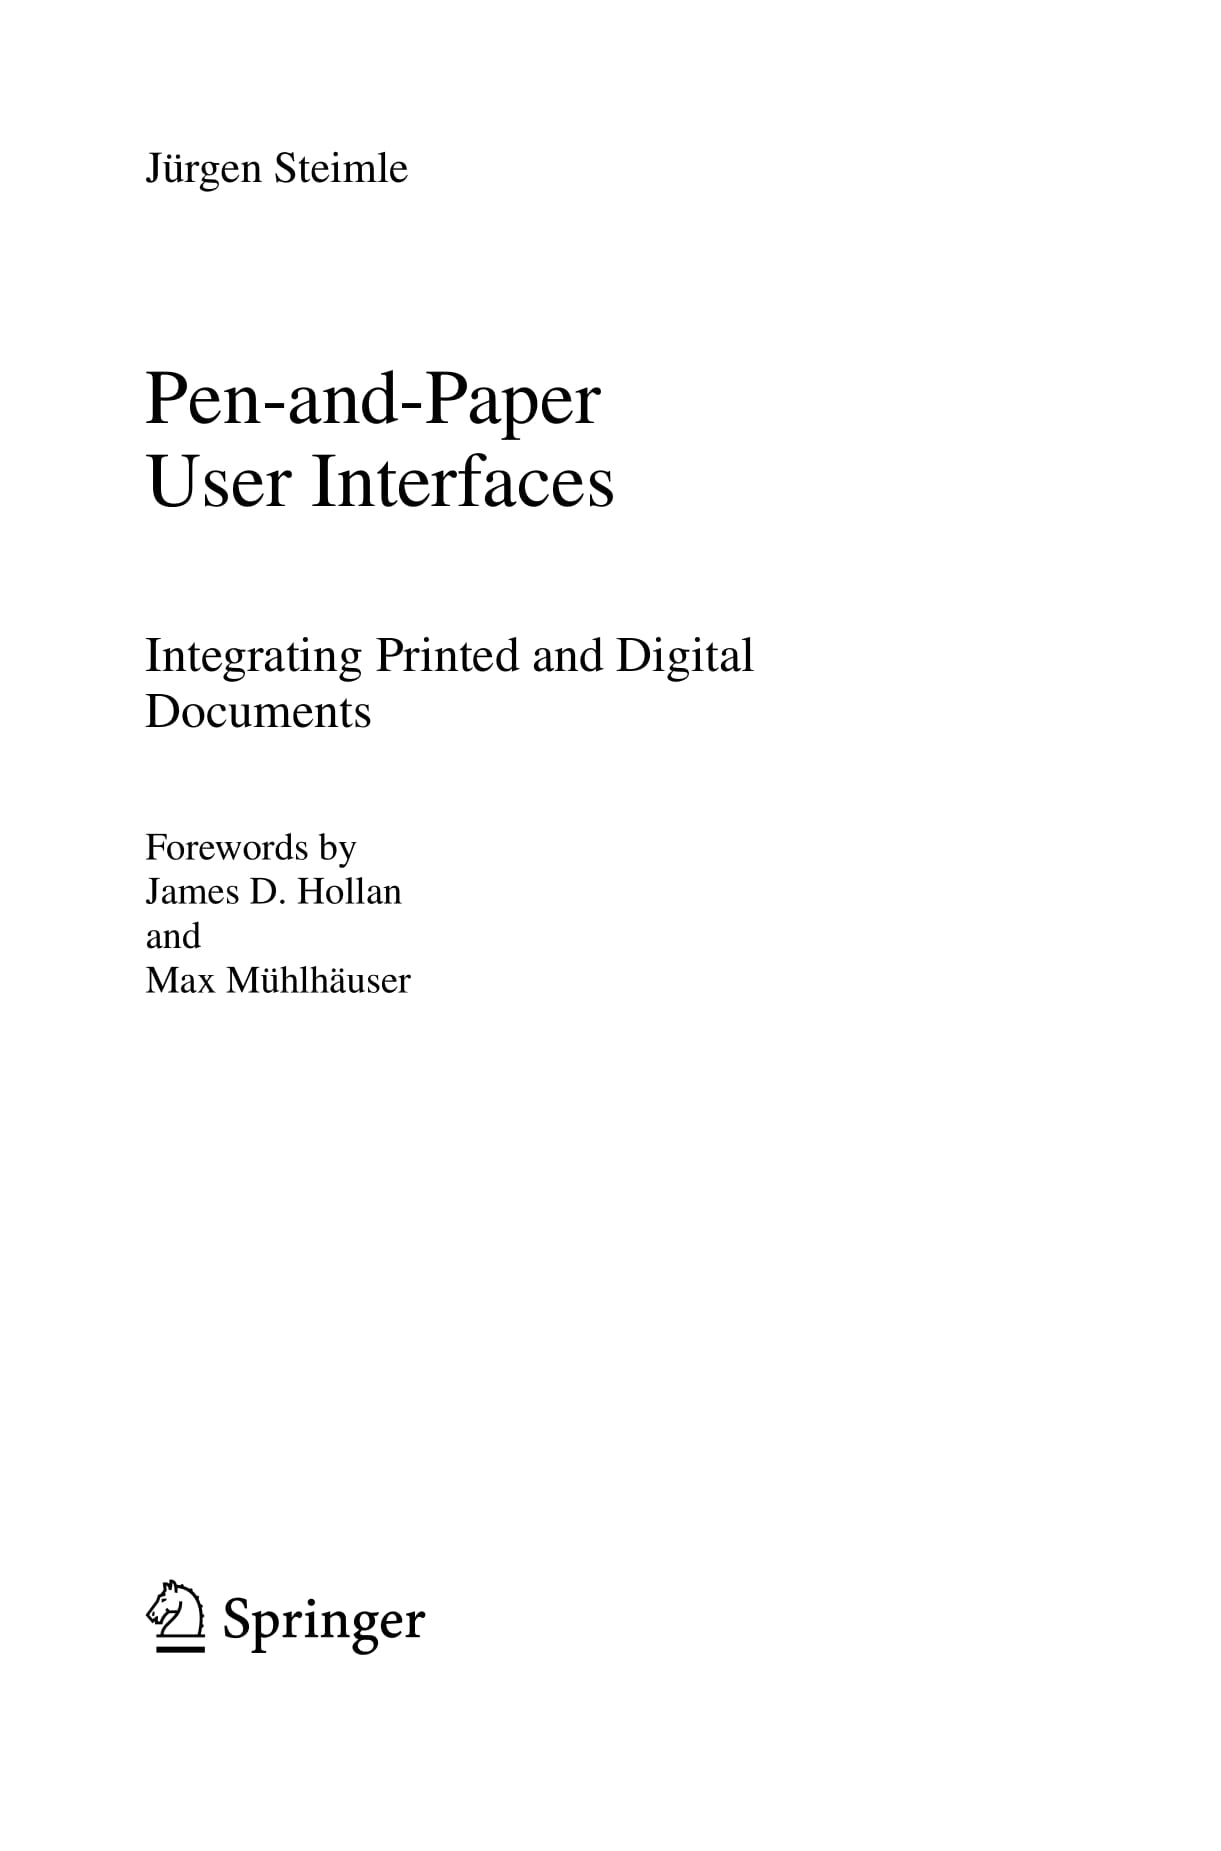 Jürgen Steimle
Pen-and-Paper
User Interfaces
Integrating Printed and Digital
Documents
Forewords by
James D. Hollan
and
Max Mühlhäuser
Springer